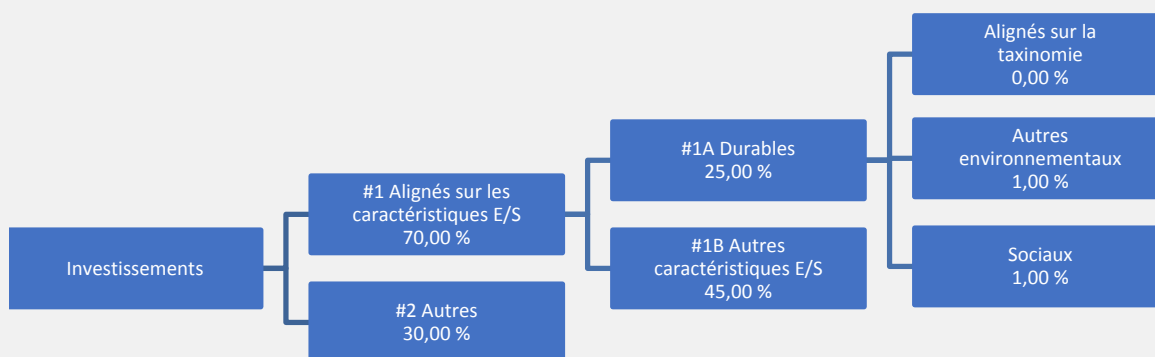 Investissements
#1 Alignés sur les
caractéristiques E/S
70,00 %
#2 Autres
30,00 %
#1A Durables
25,00 %
#1B Autres
caractéristiques E/S
45,00 %
Alignés sur la
taxinomie
0,00 %
Autres
environnementaux
1,00 %
Sociaux
1,00 %